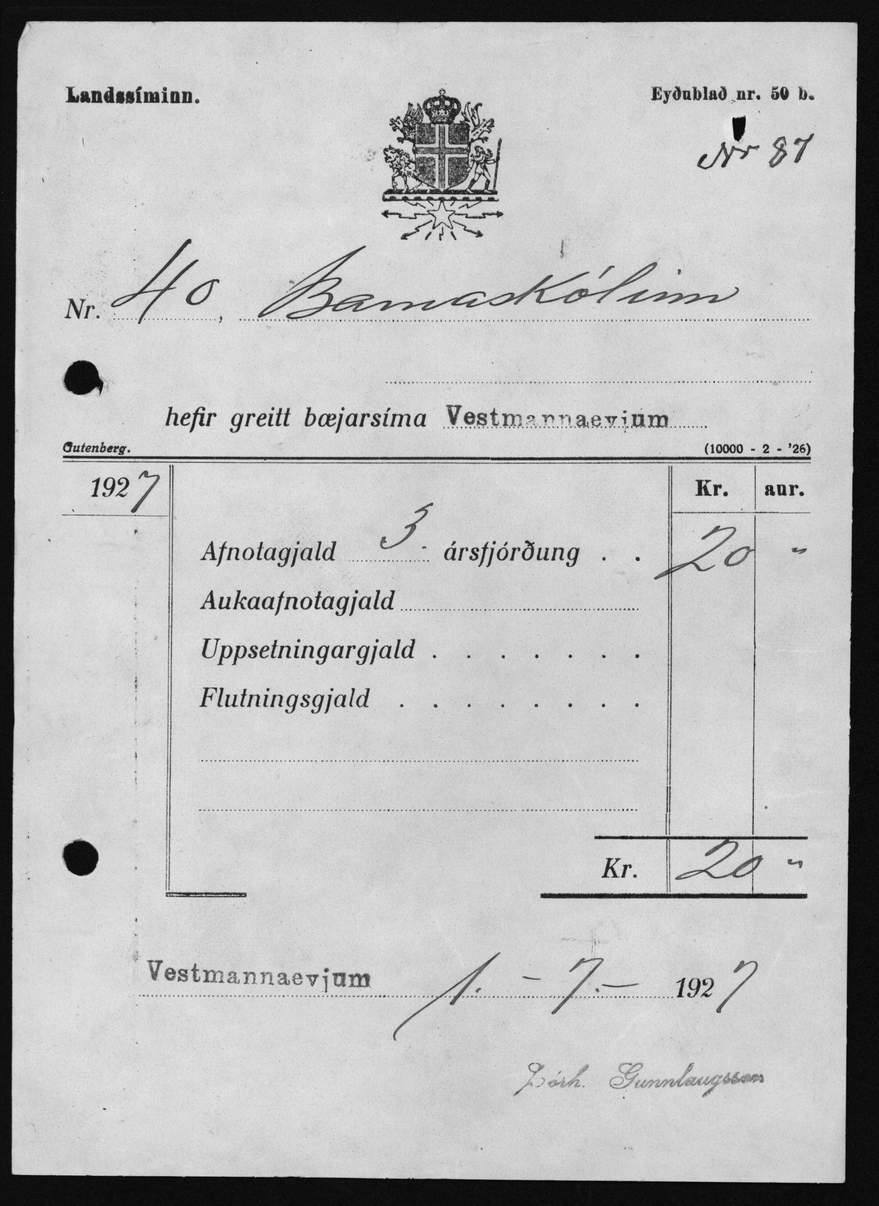 Landssíminn.
Eyðublað nr. 50 b.
Nr 87
Nr. 40, Barnaskólinn
hefir greitt bæjarsíma Vestmannaeyjum
Gutenberg.
(10000 - 2 - '26)
1927
Kr. aur.
Afnotagjald 3. ársfjórðung . . 20 "
Aukaafnotagjald
Uppsetningargjald . . . . . . .
Flutningsgjald . . . . . . . .
Kr. 20 "
Vestmannaeyjum 1. - 7. - 1927
Þórh. Gunnlaugsson